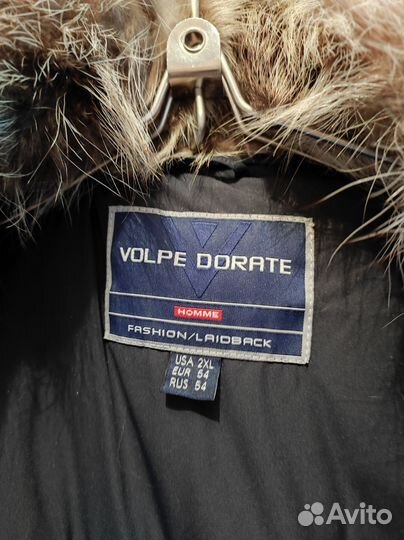 VOLPE DORATE
HOMME
FASHION/LAIDBACK
USA 2XL
EUR 54
RUS 54
Avito